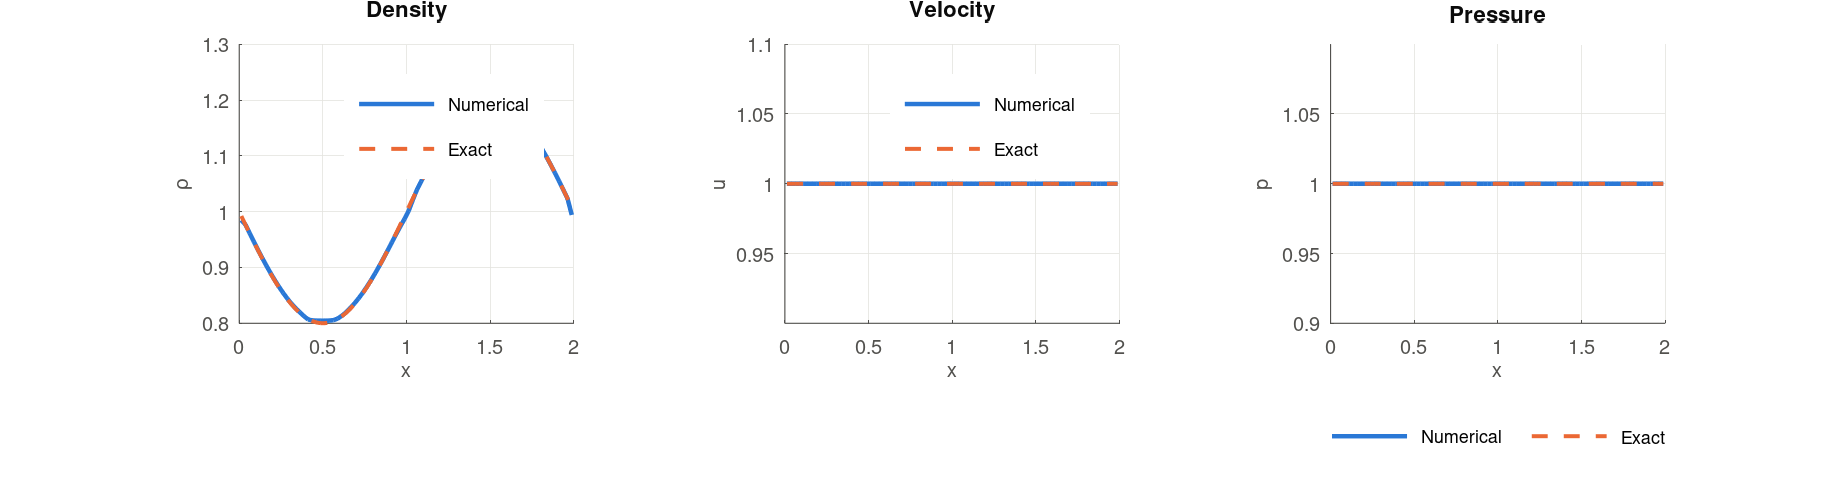 Density
1.3
1.2
1.1
1
0.9
0.8
ρ
Numerical
Exact
0 0.5 1 1.5 2
x
Velocity
1.1
1.05
1
0.95
u
Numerical
Exact
0 0.5 1 1.5 2
x
Pressure
1.05
1
0.95
0.9
p
0 0.5 1 1.5 2
x
Numerical Exact